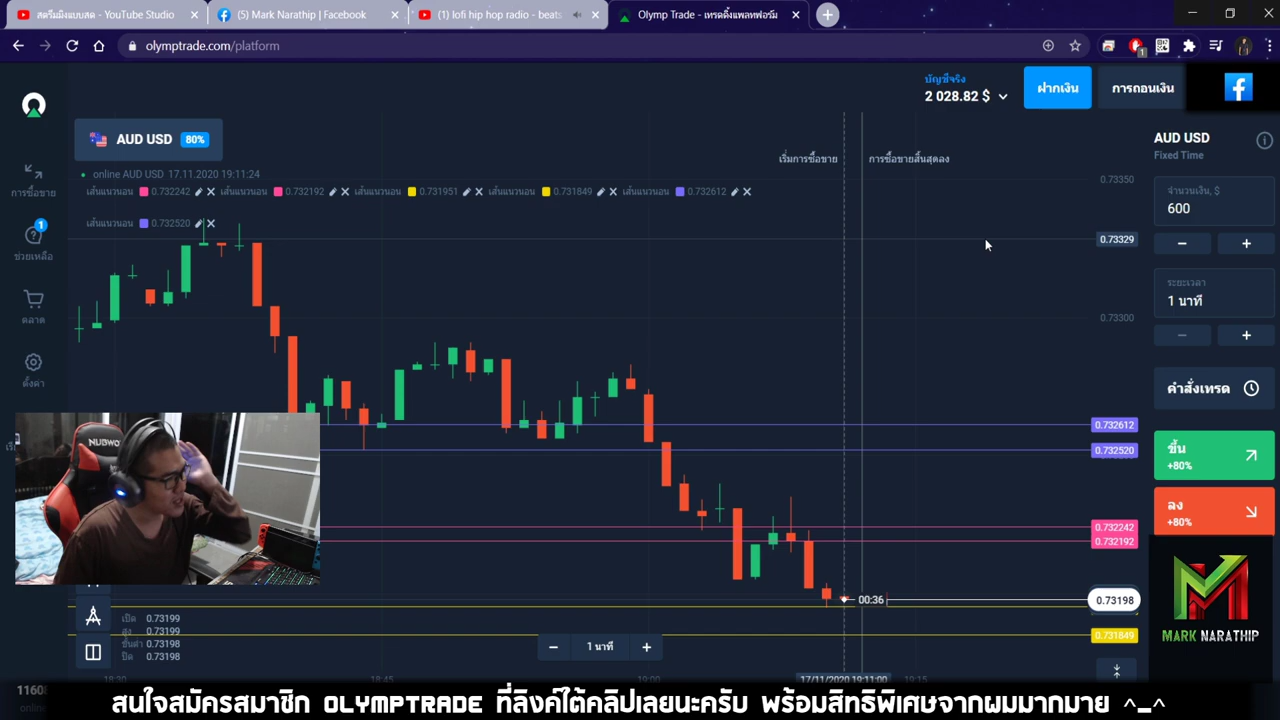 สตรีมมิงแบบสด - YouTube Studio
(5) Mark Narathip | Facebook
(1) lofi hip hop radio - beats
Olymp Trade - เทรดดิ้งแพลทฟอร์ม
olymptrade.com/platform
1
บัญชีจริง
2 028.82 $
ฝากเงิน
การถอนเงิน
AUD USD 80%
AUD USD
Fixed Time
เริ่มการซื้อขาย
การซื้อขายสิ้นสุดลง
online AUD USD 17.11.2020 19:11:24
เส้นแนวนอน 0.732242 เส้นแนวนอน 0.732192 เส้นแนวนอน 0.731951 เส้นแนวนอน 0.731849 เส้นแนวนอน 0.732612
เส้นแนวนอน 0.732520
การซื้อขาย
1
ช่วยเหลือ
ตลาด
ตั้งค่า
0.73350
0.73329
0.73300
0.732612
0.732520
0.732242
0.732192
0.73198
0.731849
จำนวนเงิน, $
600
ระยะเวลา
1 นาที
คำสั่งเทรด
ขึ้น
+80%
ลง
+80%
NUBWO
00:36
เปิด 0.73199
สูง 0.73199
ขั้นต่ำ 0.73198
ปิด 0.73198
1 นาที
MARK NARATHIP
18:30
18:45
19:00
17/11/2020 19:11:00
19:15
11608
สนใจสมัครสมาชิก OLYMPTRADE ที่ลิงค์ใต้คลิปเลยนะครับ พร้อมสิทธิพิเศษจากผมมากมาย ^_^